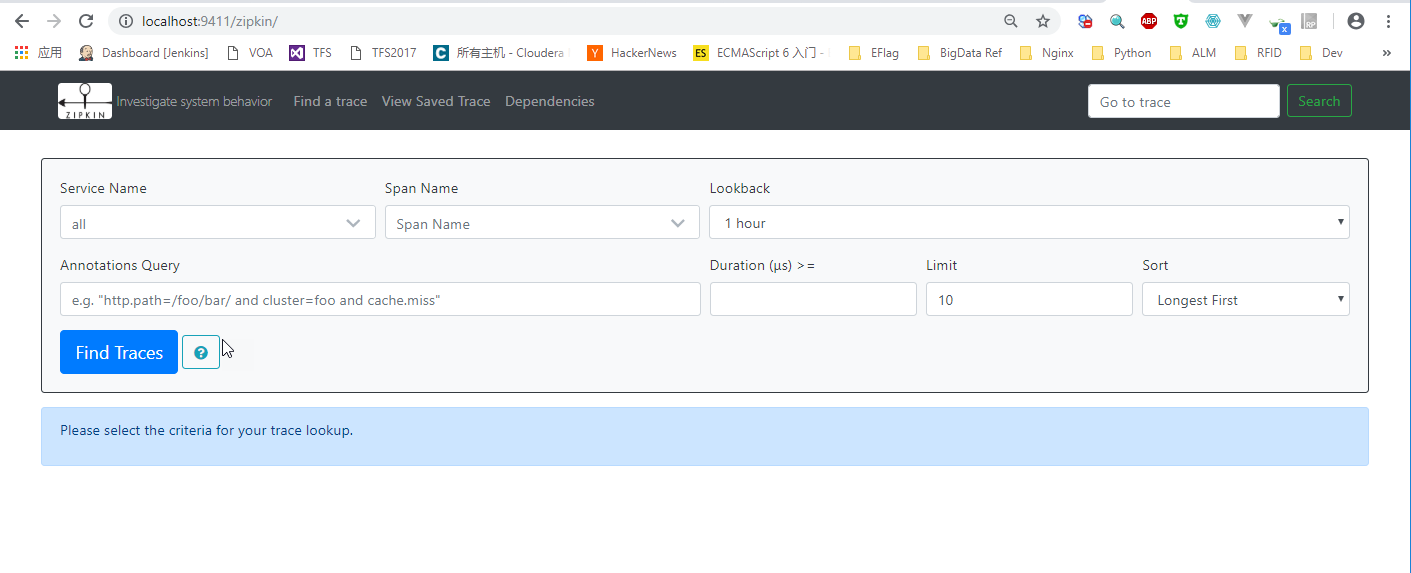 localhost:9411/zipkin/
ABP
x
RP
应用 Dashboard [Jenkins] VOA TFS TFS2017 所有主机 - Cloudera HackerNews ES ECMAScript 6 入门 - EFlag BigData Ref Nginx Python ALM RFID Dev »
ZIPKIN Investigate system behavior Find a trace View Saved Trace Dependencies Go to trace Search
Service Name Span Name Lookback
all Span Name 1 hour
Annotations Query Duration (μs) >= Limit Sort
e.g. "http.path=/foo/bar/ and cluster=foo and cache.miss" 10 Longest First
Find Traces ?
Please select the criteria for your trace lookup.